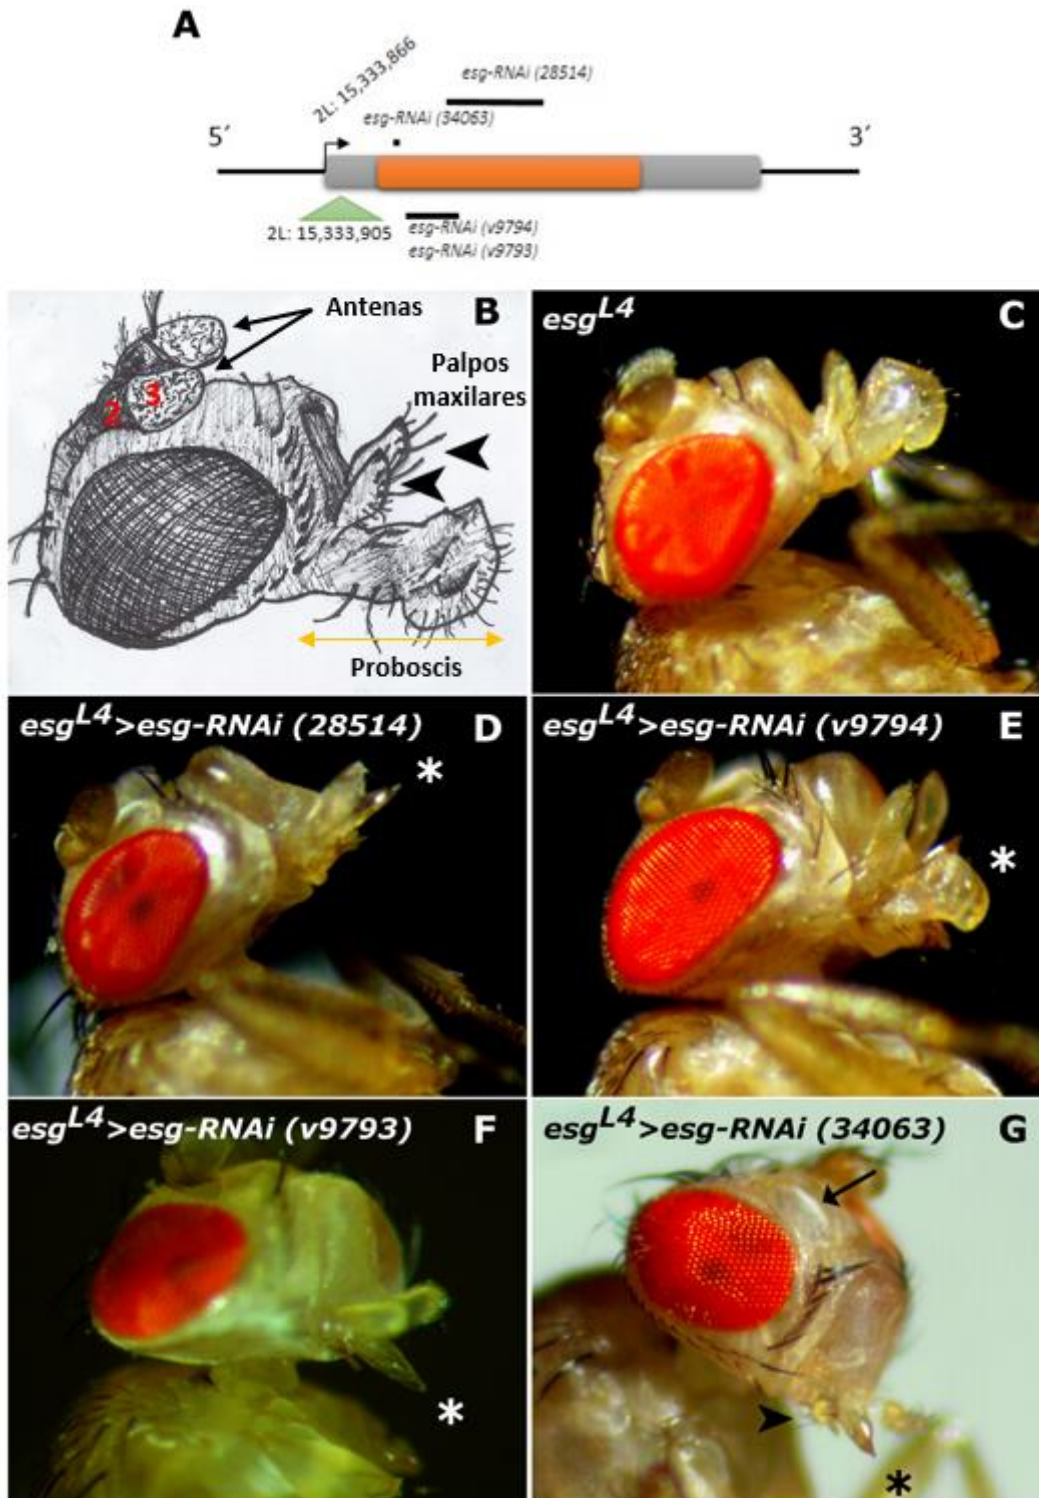 A
2L: 15,333,866
esg-RNAi (28514)
esg-RNAi (34063)
5´
3´
2L: 15,333,905
esg-RNAi (v9794)
esg-RNAi (v9793)
Antenas
B
Palpos
maxilares
2
3
Proboscis
esgL4
C
esgL4>esg-RNAi (28514)
D
*
esgL4>esg-RNAi (v9794)
E
*
esgL4>esg-RNAi (v9793)
F
*
esgL4>esg-RNAi (34063)
G
*